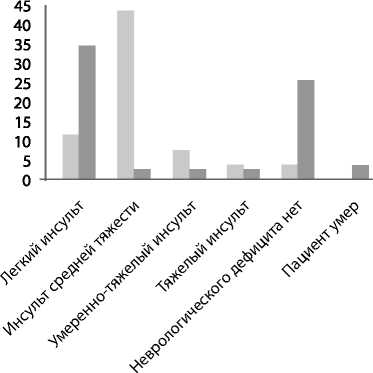 45
40
35
30
25
20
15
10
5
0
Легкий инсульт
Инсульт средней тяжести
Умеренно-тяжелый инсульт
Тяжелый инсульт
Неврологического дефицита нет
Пациент умер